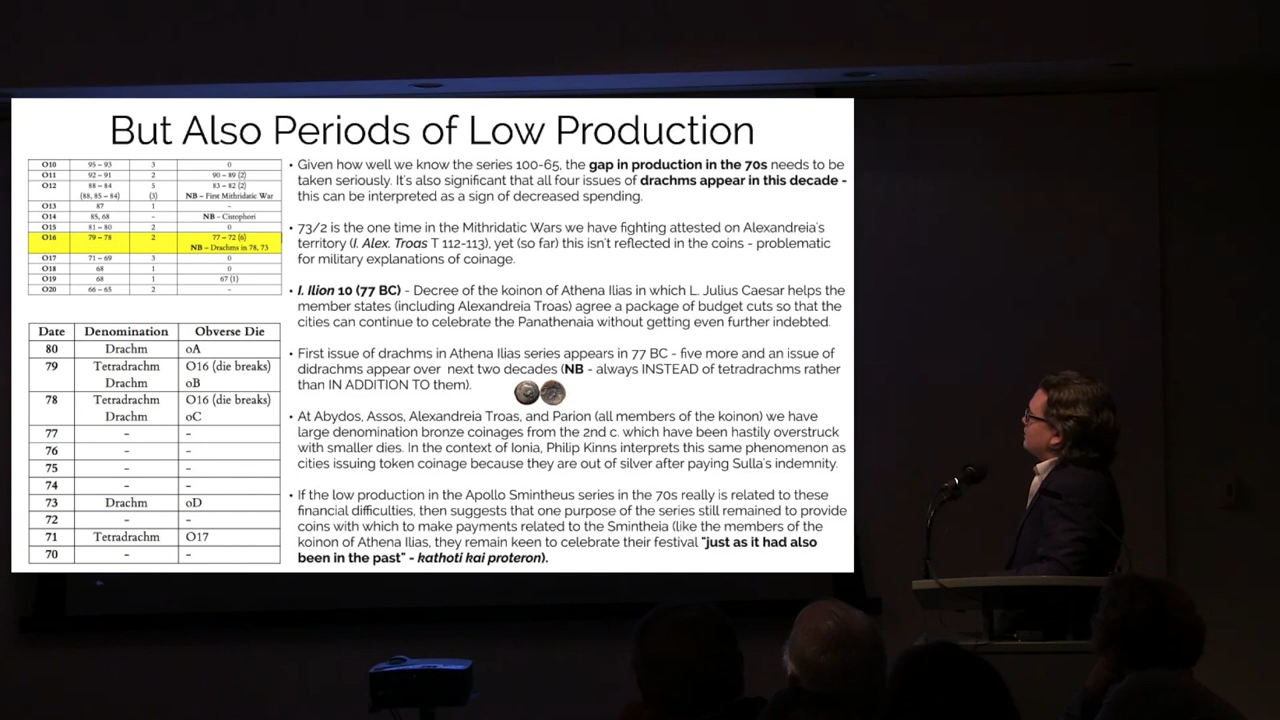 But Also Periods of Low Production
O10 95 – 93 3 0
O11 92 – 91 2 90 – 89 (2)
O12 88 – 84 5 83 – 82 (2)
(88, 85 – 84) (3) NB – First Mithridatic War
O13 87 1 -
O14 85, 68 - NB - Cistophori
O15 81 – 80 2 0
O16 79 – 78 2 77 – 72 (6)
NB – Drachms in 78, 73
O17 71 – 69 3 0
O18 68 1 0
O19 68 1 67 (1)
O20 66 – 65 2 -
Date Denomination Obverse Die
80 Drachm oA
79 Tetradrachm O16 (die breaks)
Drachm oB
78 Tetradrachm O16 (die breaks)
Drachm oC
77 - -
76 - -
75 - -
74 - -
73 Drachm oD
72 - -
71 Tetradrachm O17
70 - -
• Given how well we know the series 100-65, the gap in production in the 70s needs to
be taken seriously. It's also significant that all four issues of drachms appear in this decade -
this can be interpreted as a sign of decreased spending.
• 73/2 is the one time in the Mithridatic Wars we have fighting attested on Alexandreia's
territory (I. Alex. Troas T 112-113), yet (so far) this isn't reflected in the coins - problematic
for military explanations of coinage.
• I. Ilion 10 (77 BC) - Decree of the koinon of Athena Ilias in which L. Julius Caesar helps the
member states (including Alexandreia Troas) agree a package of budget cuts so that the
cities can continue to celebrate the Panathenaia without getting even further indebted.
• First issue of drachms in Athena Ilias series appears in 77 BC - five more and an issue of
didrachms appear over next two decades (NB - always INSTEAD of tetradrachms rather
than IN ADDITION TO them).
• At Abydos, Assos, Alexandreia Troas, and Parion (all members of the koinon) we have
large denomination bronze coinages from the 2nd c. which have been hastily overstruck
with smaller dies. In the context of Ionia, Philip Kinns interprets this same phenomenon as
cities issuing token coinage because they are out of silver after paying Sulla's indemnity.
• If the low production in the Apollo Smintheus series in the 70s really is related to these
financial difficulties, then suggests that one purpose of the series still remained to provide
coins with which to make payments related to the Smintheia (like the members of the
koinon of Athena Ilias, they remain keen to celebrate their festival "just as it had also
been in the past" - kathoti kai proteron).